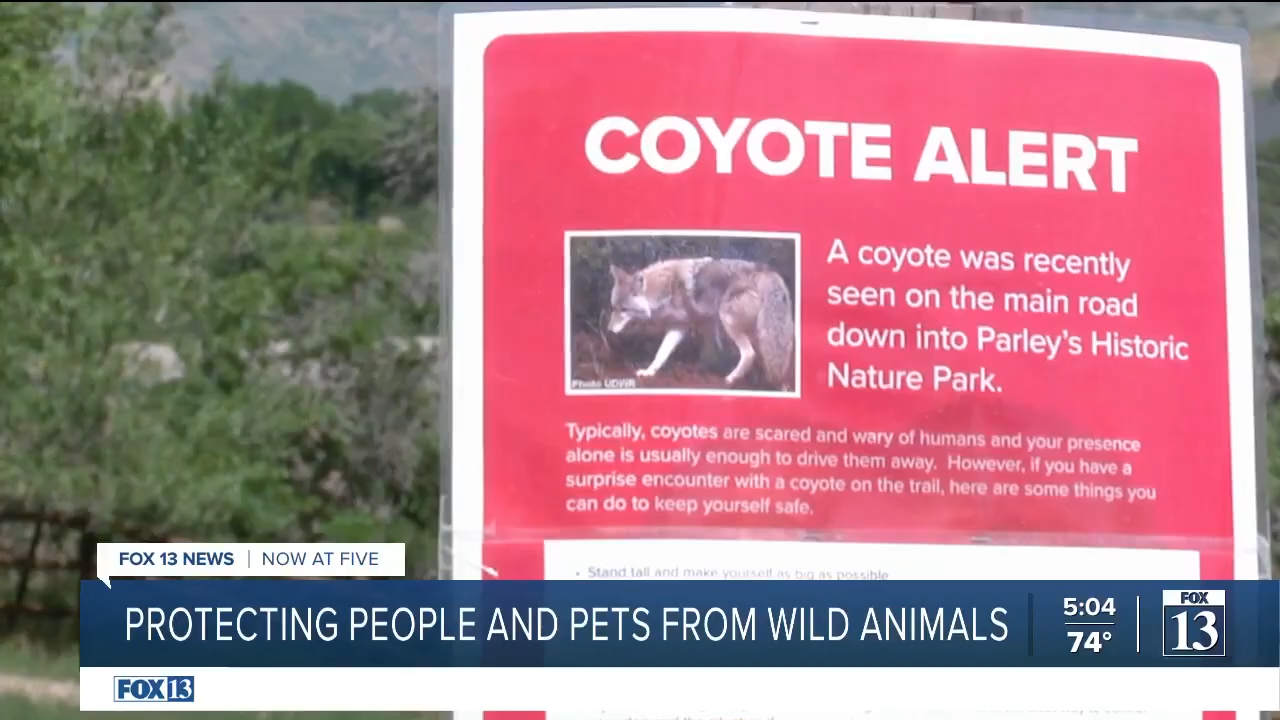 COYOTE ALERT
A coyote was recently
seen on the main road
down into Parley's Historic
Nature Park.
Photo UDWR
Typically, coyotes are scared and wary of humans and your presence
alone is usually enough to drive them away. However, if you have a
surprise encounter with a coyote on the trail, here are some things you
can do to keep yourself safe.
• Stand tall and make yourself as big as possible
FOX 13 NEWS | NOW AT FIVE
PROTECTING PEOPLE AND PETS FROM WILD ANIMALS
5:04
74°
FOX
13
FOX 13